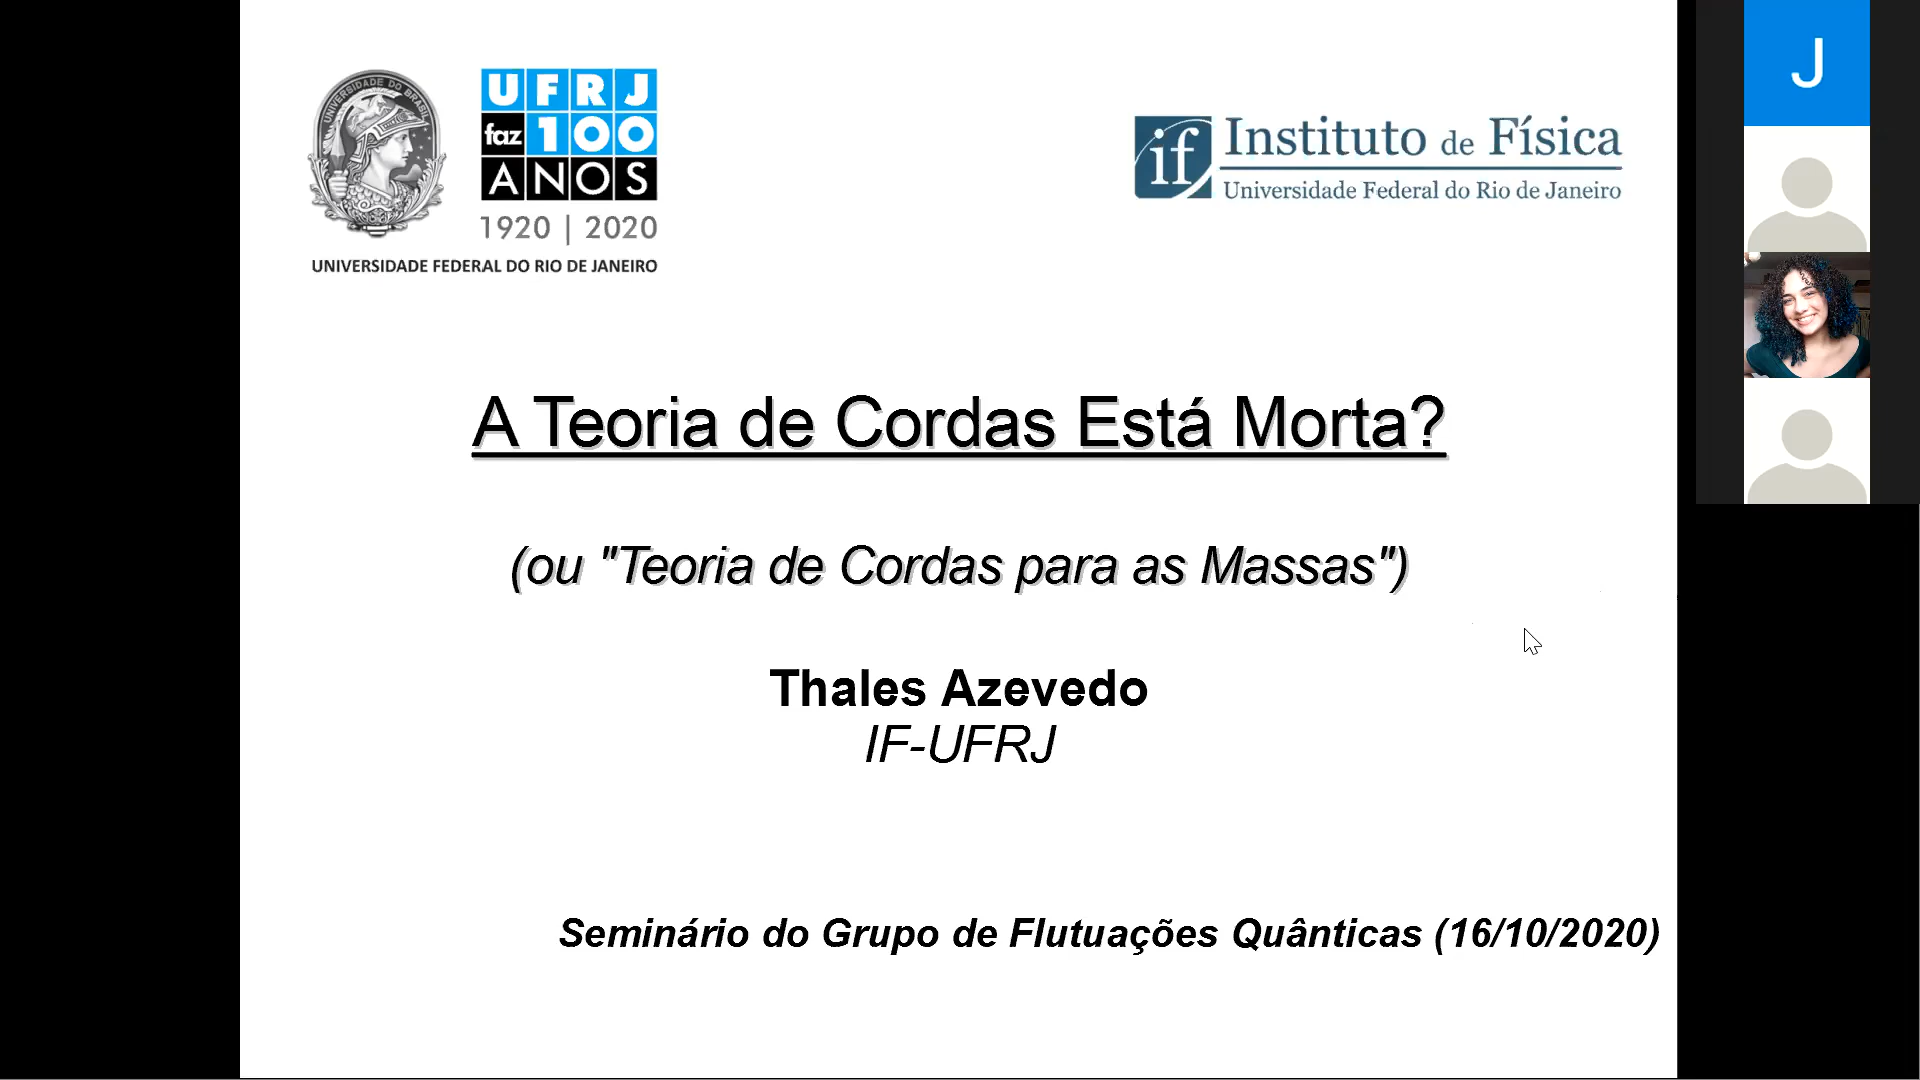 UNIVERSIDADE DO BRASIL
UFRJ
faz 100
ANOS
1920 | 2020
UNIVERSIDADE FEDERAL DO RIO DE JANEIRO
if
Instituto de Física
Universidade Federal do Rio de Janeiro
J
A Teoria de Cordas Está Morta?
(ou "Teoria de Cordas para as Massas")
Thales Azevedo
IF-UFRJ
Seminário do Grupo de Flutuações Quânticas (16/10/2020)